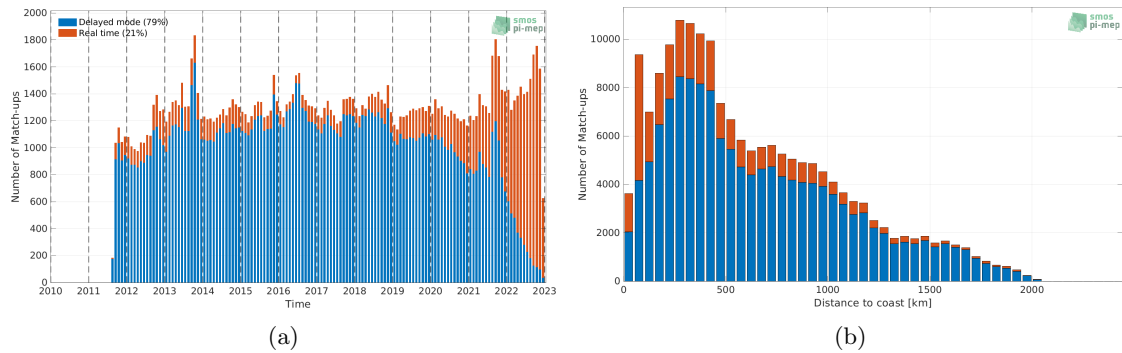 Delayed mode (79%)
Real time (21%)
smos
pi-mep
2000
1800
1600
1400
1200
1000
800
600
400
200
0
Number of Match-ups
2010 2011 2012 2013 2014 2015 2016 2017 2018 2019 2020 2021 2022 2023
Time
(a)
smos
pi-mep
10000
8000
6000
4000
2000
0
Number of Match-ups
0 500 1000 1500 2000
Distance to coast [km]
(b)